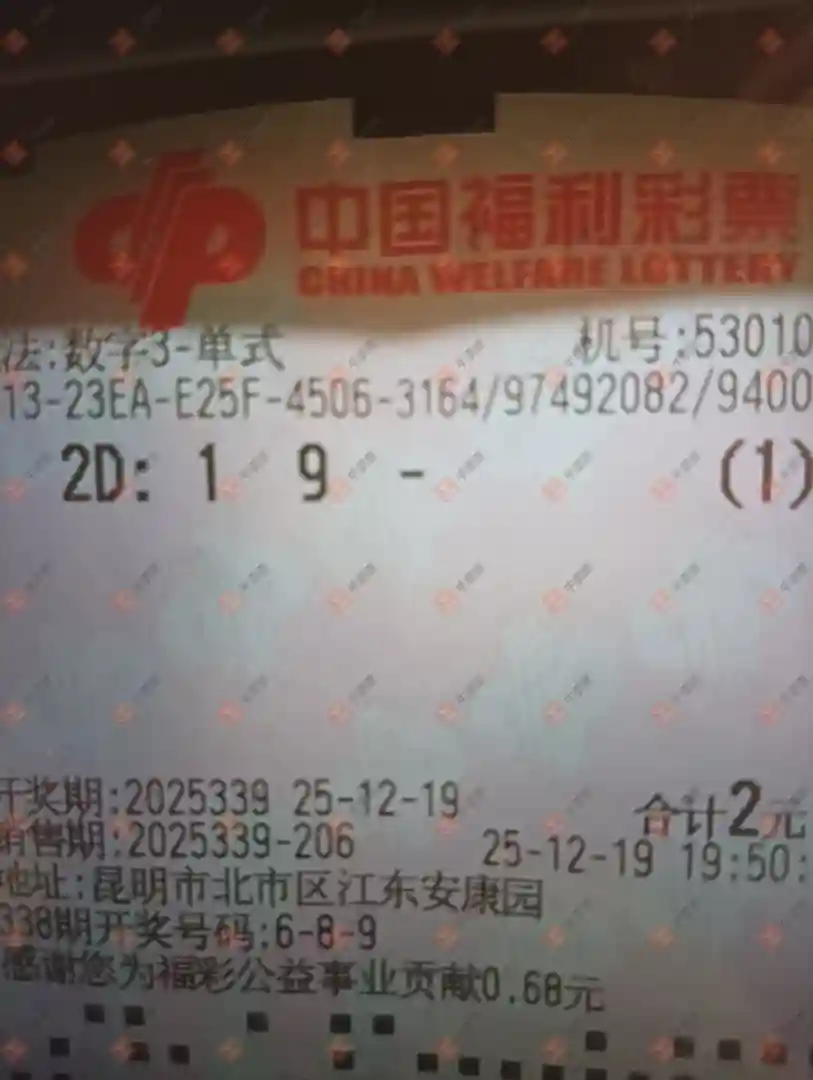 中国福利彩票
CHINA WELFARE LOTTERY
法:数字3-单式 机号:53010
13-23EA-E25F-4506-3164/97492082/9400
2D: 1 9 - (1)
开奖期:2025339 25-12-19 合计2元
销售期:2025339-206 25-12-19 19:50:
地址:昆明市北市区江东安康园
338期开奖号码:6-8-9
感谢您为福彩公益事业贡献0.68元